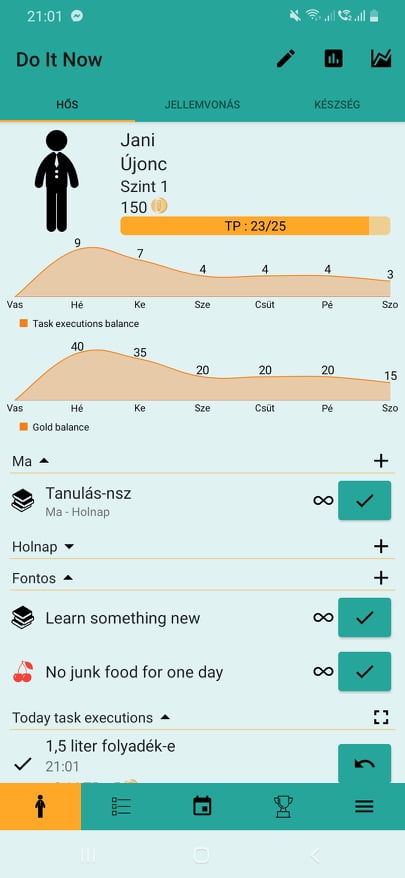 21:01
Do It Now
HŐS
JELLEMVONÁS
KÉSZSÉG
Jani
Újonc
Szint 1
150
TP : 23/25
9
7
4
4
4
3
Vas
Hé
Ke
Sze
Csüt
Pé
Szo
Task executions balance
40
35
20
20
20
15
Vas
Hé
Ke
Sze
Csüt
Pé
Szo
Gold balance
Ma
Tanulás-nsz
Ma - Holnap
Holnap
Fontos
Learn something new
No junk food for one day
Today task executions
1,5 liter folyadék-e
21:01